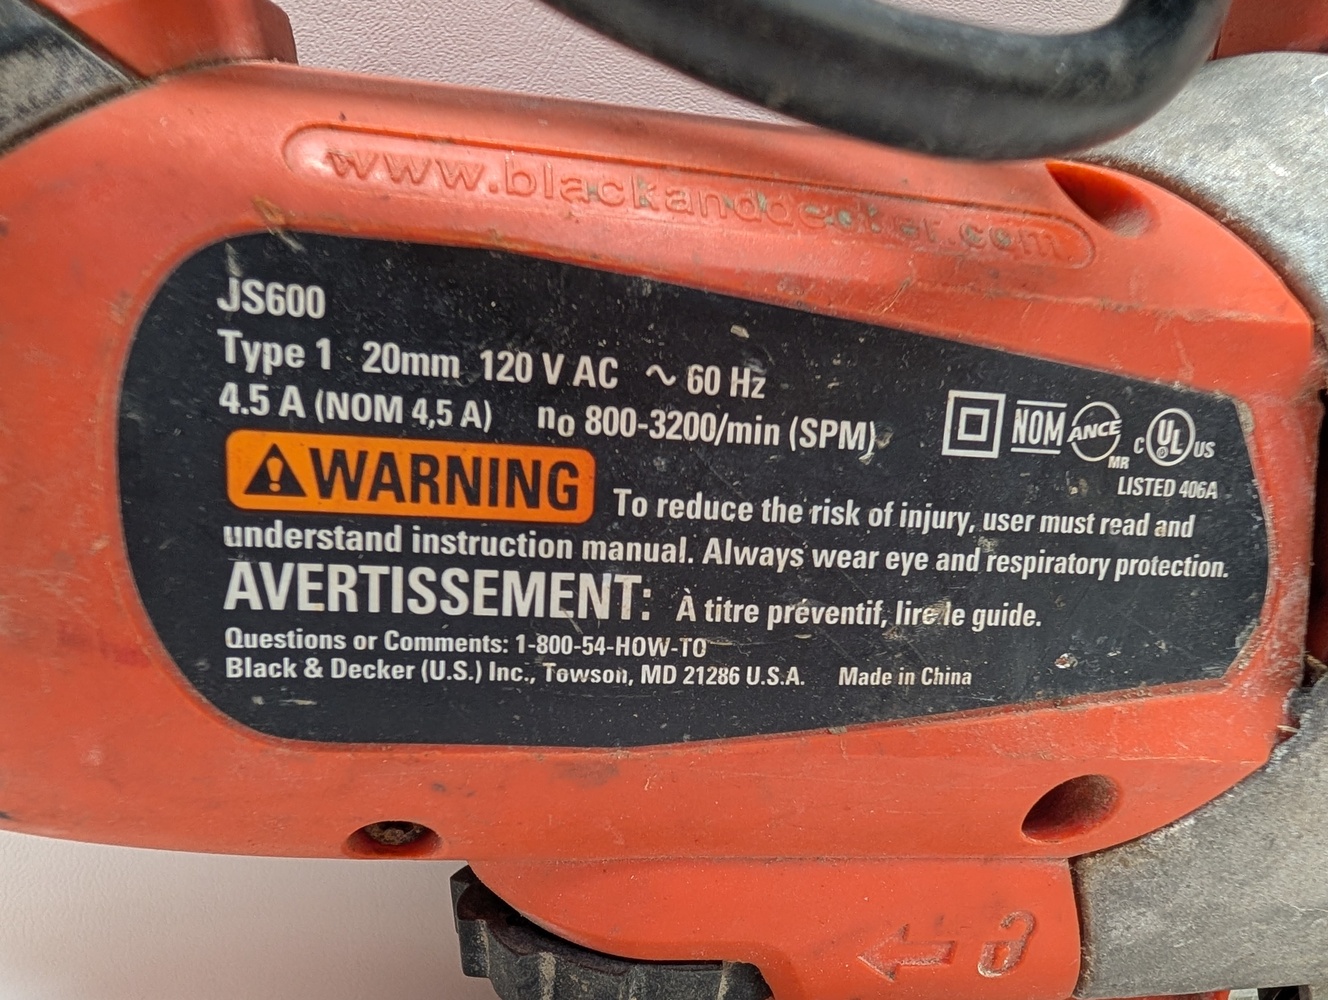 www.blackanddecker.com
JS600
Type 1 20mm 120 V AC ~ 60 Hz
4.5 A (NOM 4,5 A) no 800-3200/min (SPM)
NOM ANCE MR C UL US
LISTED 406A
WARNING To reduce the risk of injury, user must read and
understand instruction manual. Always wear eye and respiratory protection.
AVERTISSEMENT: À titre préventif, lire le guide.
Questions or Comments: 1-800-54-HOW-TO
Black & Decker (U.S.) Inc., Towson, MD 21286 U.S.A. Made in China